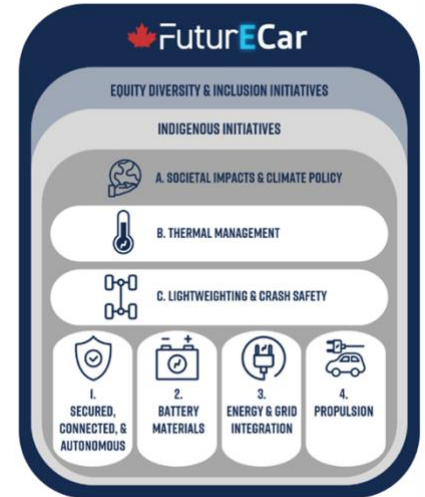 FuturECar
EQUITY DIVERSITY & INCLUSION INITIATIVES
INDIGENOUS INITIATIVES
A. SOCIETAL IMPACTS & CLIMATE POLICY
B. THERMAL MANAGEMENT
C. LIGHTWEIGHTING & CRASH SAFETY
1.
SECURED,
CONNECTED, &
AUTONOMOUS
2.
BATTERY
MATERIALS
3.
ENERGY & GRID
INTEGRATION
4.
PROPULSION